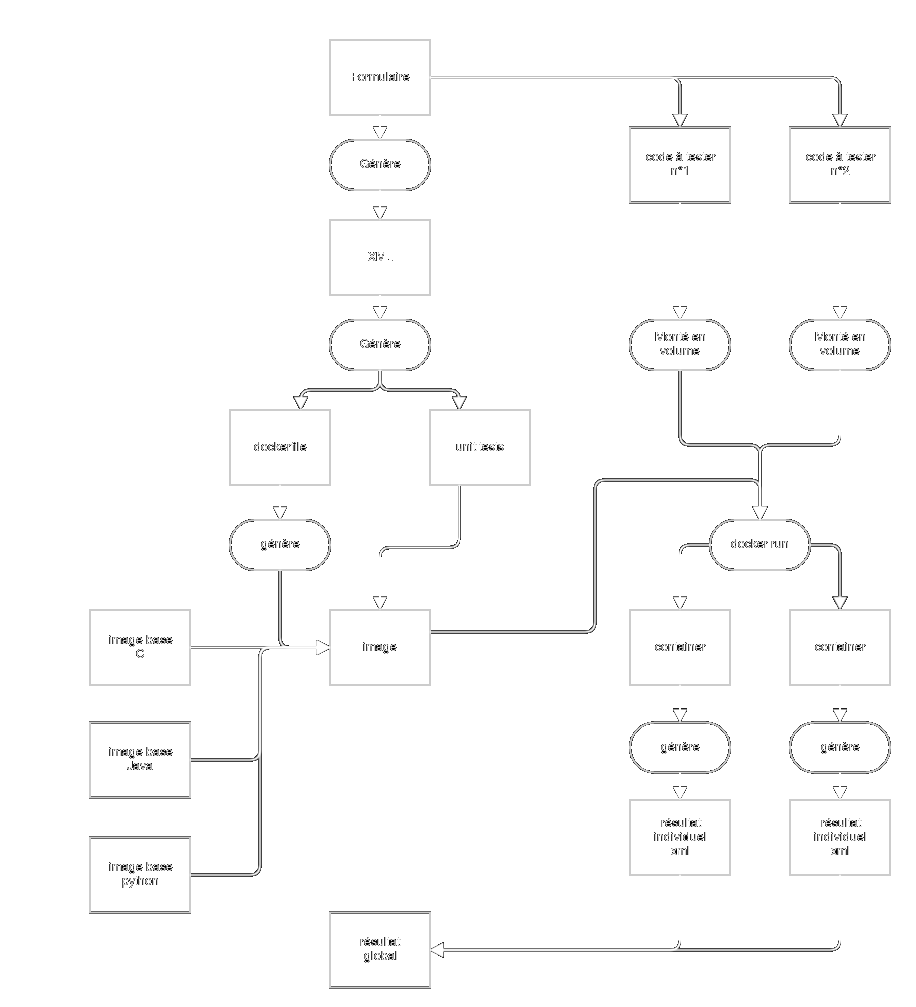 Formulaire
Génère
code à tester
n°1
code à tester
n°2
XML
Génère
Monté en
volume
Monté en
volume
dockerfile
unit tests
génère
docker run
image base
C
image
container
container
image base
Java
génère
génère
résultat
individuel
xml
résultat
individuel
xml
image base
python
résultat
global